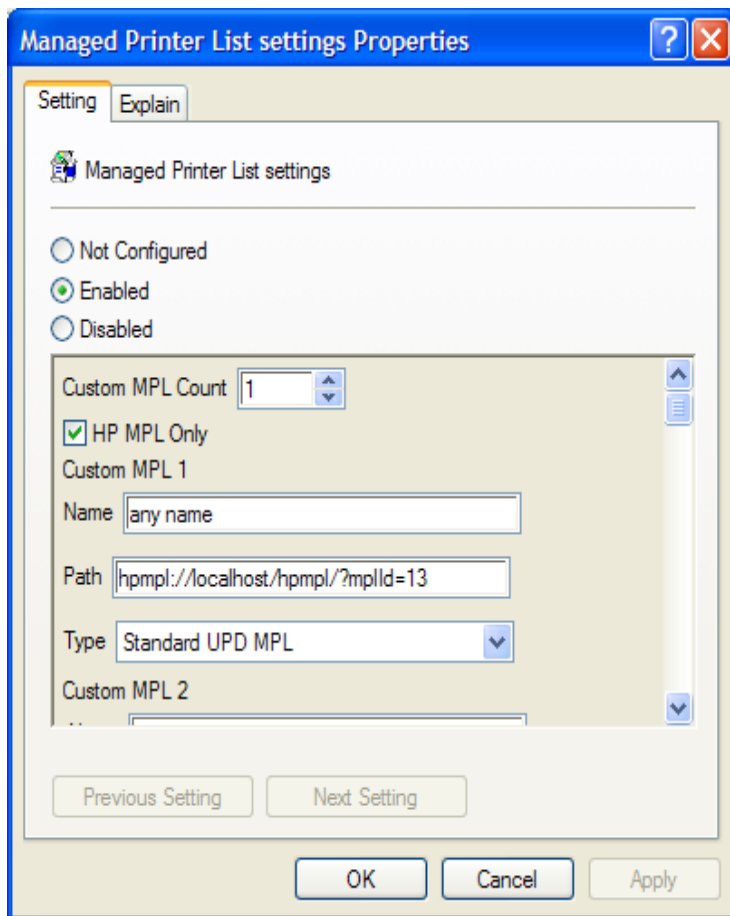 Managed Printer List settings Properties
Setting
Explain
Managed Printer List settings
Not Configured
Enabled
Disabled
Custom MPL Count 1
HP MPL Only
Custom MPL 1
Name any name
Path hpmpl://localhost/hpmpl/?mplId=13
Type Standard UPD MPL
Custom MPL 2
Previous Setting
Next Setting
OK
Cancel
Apply